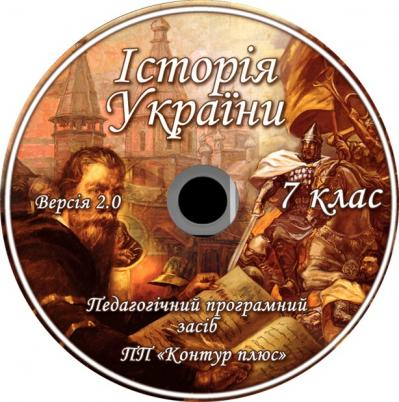 Історія
України
Версія 2.0
7 клас
Педагогічний програмний
засіб
ПП «Контур плюс»